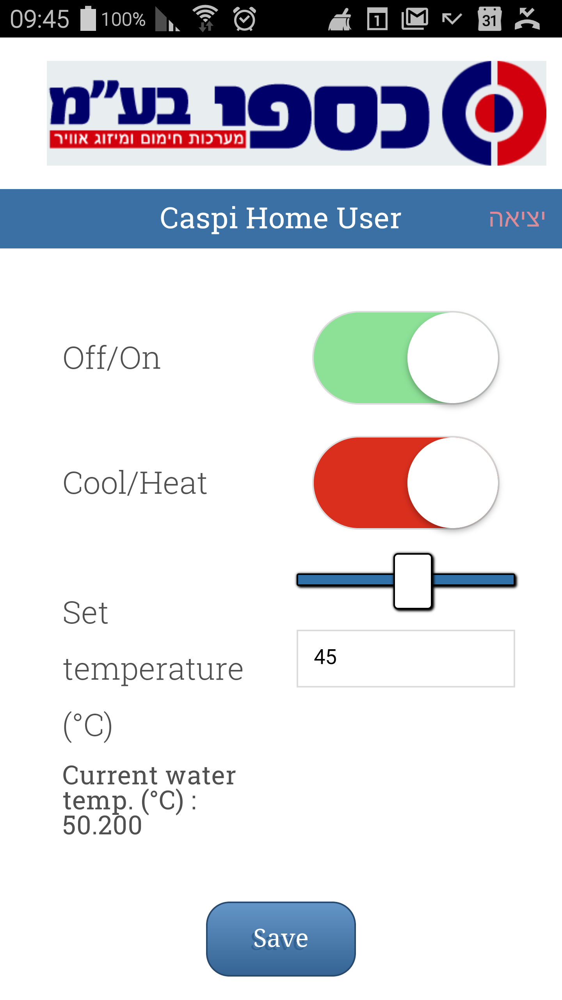 09:45 100% 1 31
כספו בע"מ
מערכות חימום ומיזוג אוויר
Caspi Home User יציאה
Off/On
Cool/Heat
Set
temperature
(°C)
45
Current water
temp. (°C) :
50.200
Save